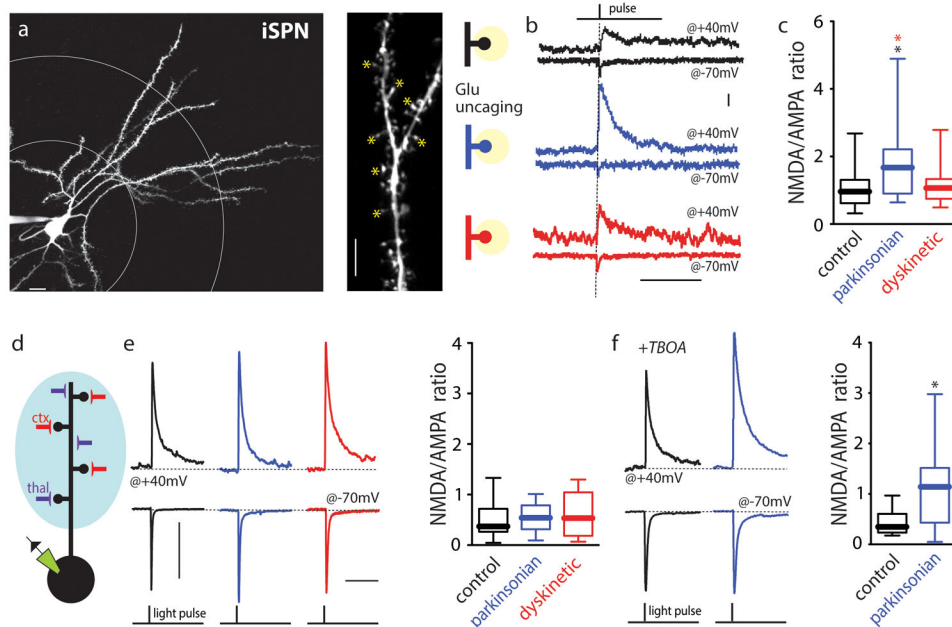 a
iSPN
Glu
uncaging
b
pulse
@+40mV
@-70mV
@+40mV
@-70mV
@+40mV
@-70mV
c
NMDA/AMPA ratio
6
4
2
0
* *
control
parkinsonian
dyskinetic
d
ctx
thal
e
@+40mV
@-70mV
light pulse
NMDA/AMPA ratio
4
3
2
1
0
control
parkinsonian
dyskinetic
f
+TBOA
@+40mV
@-70mV
light pulse
NMDA/AMPA ratio
4
3
2
1
0
*
control
parkinsonian